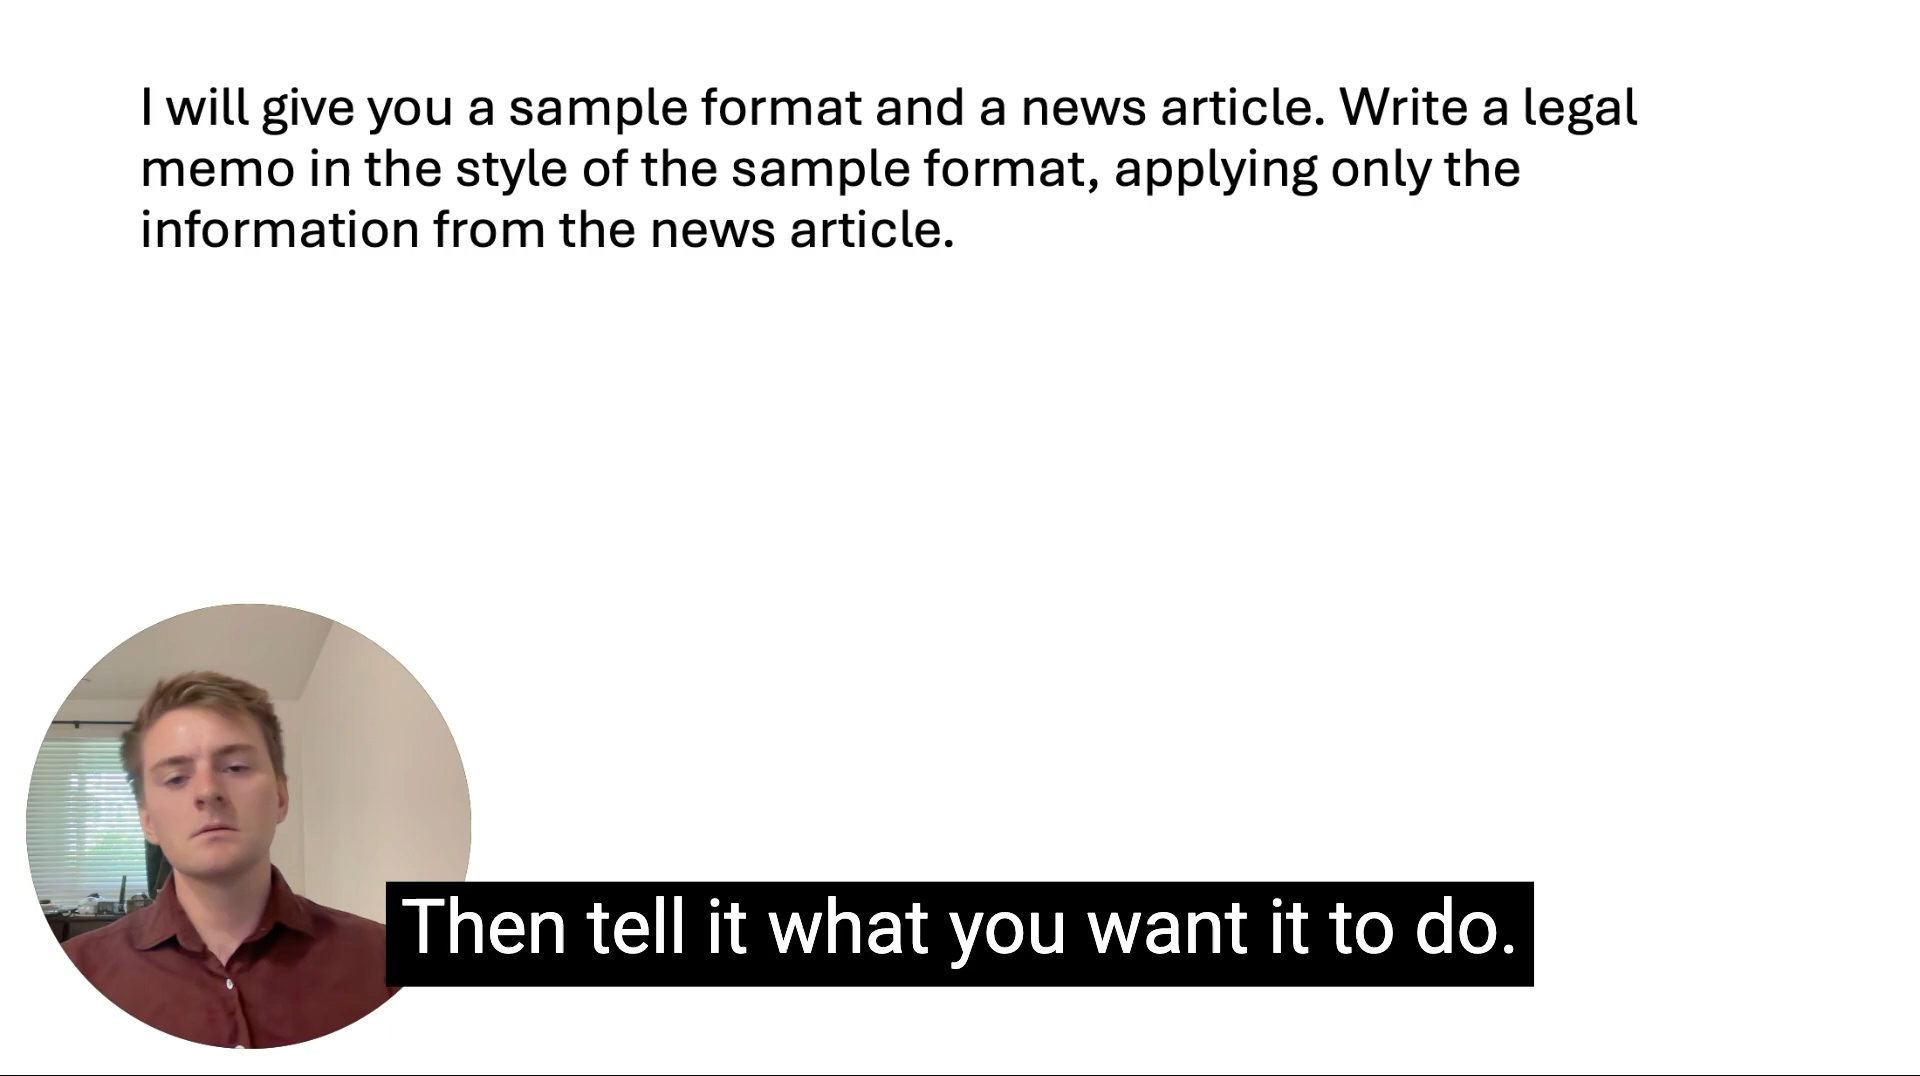 I will give you a sample format and a news article. Write a legal
memo in the style of the sample format, applying only the
information from the news article.
Then tell it what you want it to do.